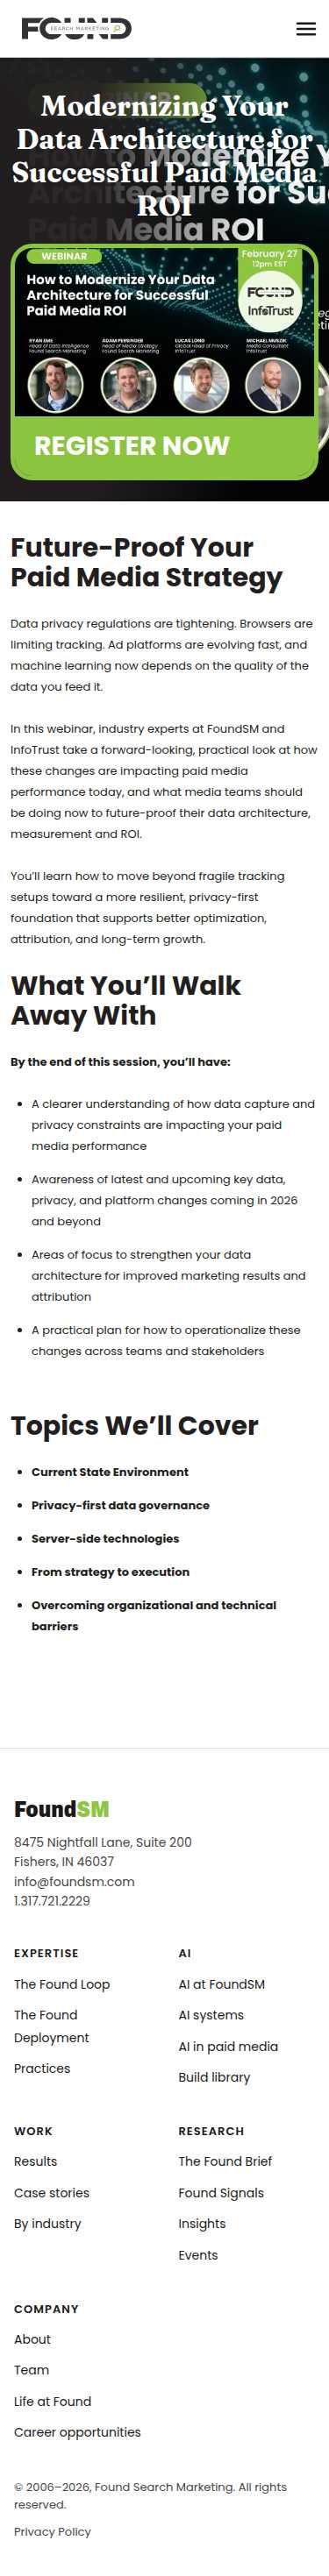 FOUND
SEARCH MARKETING
Modernizing Your
Data Architecture for
Successful Paid Media
ROI
WEBINAR
February 27
12pm EST
How to Modernize Your Data
Architecture for Successful
Paid Media ROI
FOUND
InfoTrust
RYAN EME
ADAM PERSINGER
LUCAS LONG
MICHAEL MUELZK
REGISTER NOW
Future-Proof Your
Paid Media Strategy
Data privacy regulations are tightening. Browsers are
limiting tracking. Ad platforms are evolving fast, and
machine learning now depends on the quality of the
data you feed it.
In this webinar, industry experts at FoundSM and
InfoTrust take a forward-looking, practical look at how
these changes are impacting paid media
performance today, and what media teams should
be doing now to future-proof their data architecture,
measurement and ROI.
You’ll learn how to move beyond fragile tracking
setups toward a more resilient, privacy-first
foundation that supports better optimization,
attribution, and long-term growth.
What You’ll Walk
Away With
By the end of this session, you’ll have:
A clearer understanding of how data capture and
privacy constraints are impacting your paid
media performance
Awareness of latest and upcoming key data,
privacy, and platform changes coming in 2026
and beyond
Areas of focus to strengthen your data
architecture for improved marketing results and
attribution
A practical plan for how to operationalize these
changes across teams and stakeholders
Topics We’ll Cover
Current State Environment
Privacy-first data governance
Server-side technologies
From strategy to execution
Overcoming organizational and technical
barriers
FoundSM
8475 Nightfall Lane, Suite 200
Fishers, IN 46037
info@foundsm.com
1.317.721.2229
EXPERTISE
The Found Loop
The Found
Deployment
Practices
AI
AI at FoundSM
AI systems
AI in paid media
Build library
WORK
Results
Case stories
By industry
RESEARCH
The Found Brief
Found Signals
Insights
Events
COMPANY
About
Team
Life at Found
Career opportunities
© 2006–2026, Found Search Marketing. All rights
reserved.
Privacy Policy